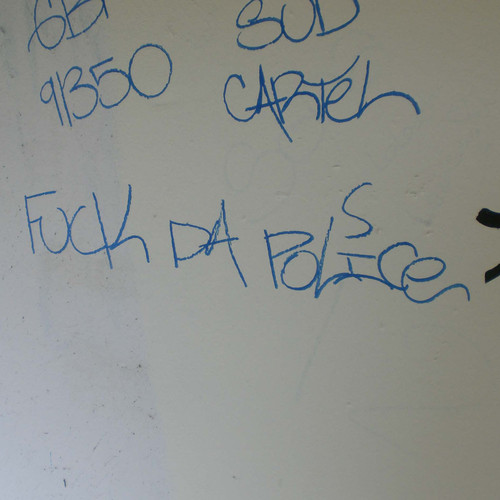 91350 CARTEL
FUCK DA POLICE